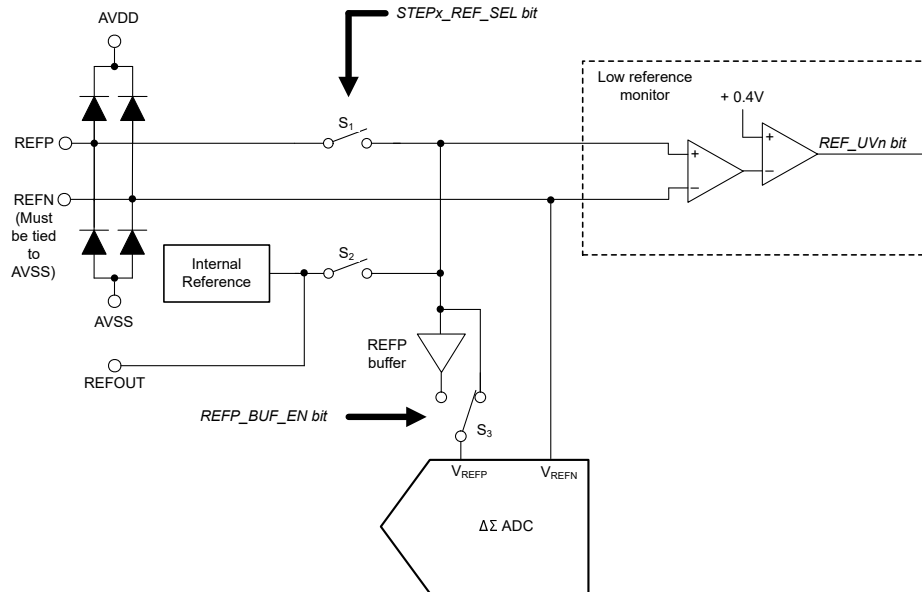 STEPx_REF_SEL bit
AVDD
Low reference
monitor
+ 0.4V
S1
REFP
+
+
REF_UVn bit
−
−
REFN
(Must
be tied
to
AVSS)
S2
Internal
Reference
AVSS
REFP
buffer
REFOUT
REFP_BUF_EN bit
S3
VREFP
VREFN
ΔΣ ADC